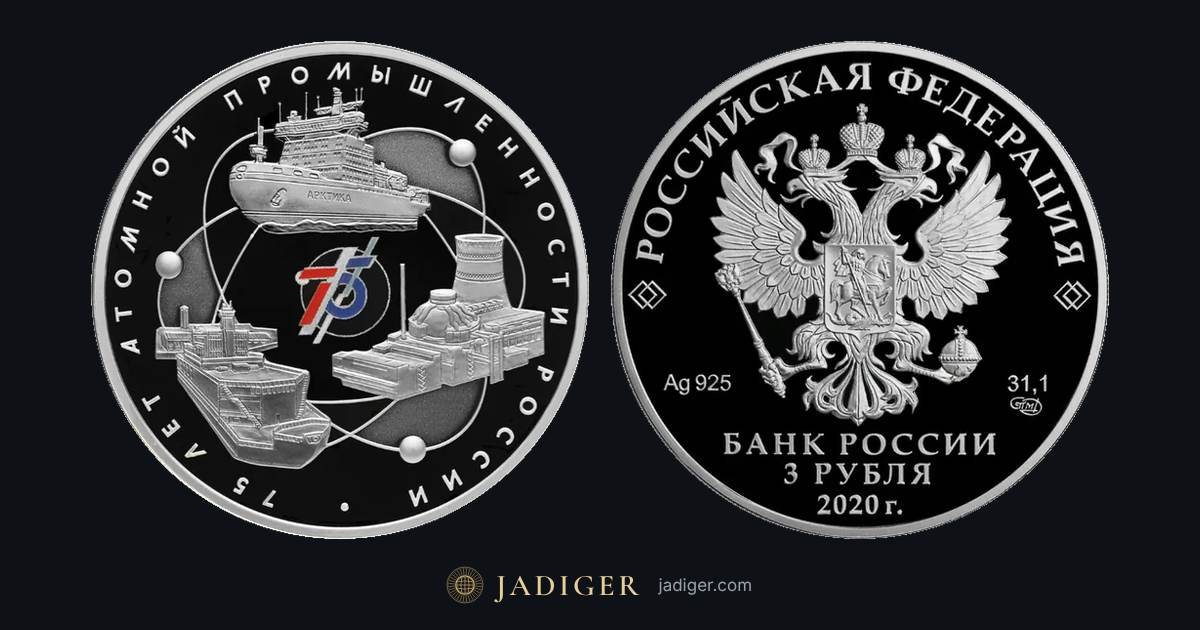 75 ЛЕТ АТОМНОЙ ПРОМЫШЛЕННОСТИ РОССИИ •
АРКТИКА
75
РОССИЙСКАЯ ФЕДЕРАЦИЯ
Ag 925
31,1
СПМД
БАНК РОССИИ
3 РУБЛЯ
2020 г.
JADIGER
jadiger.com